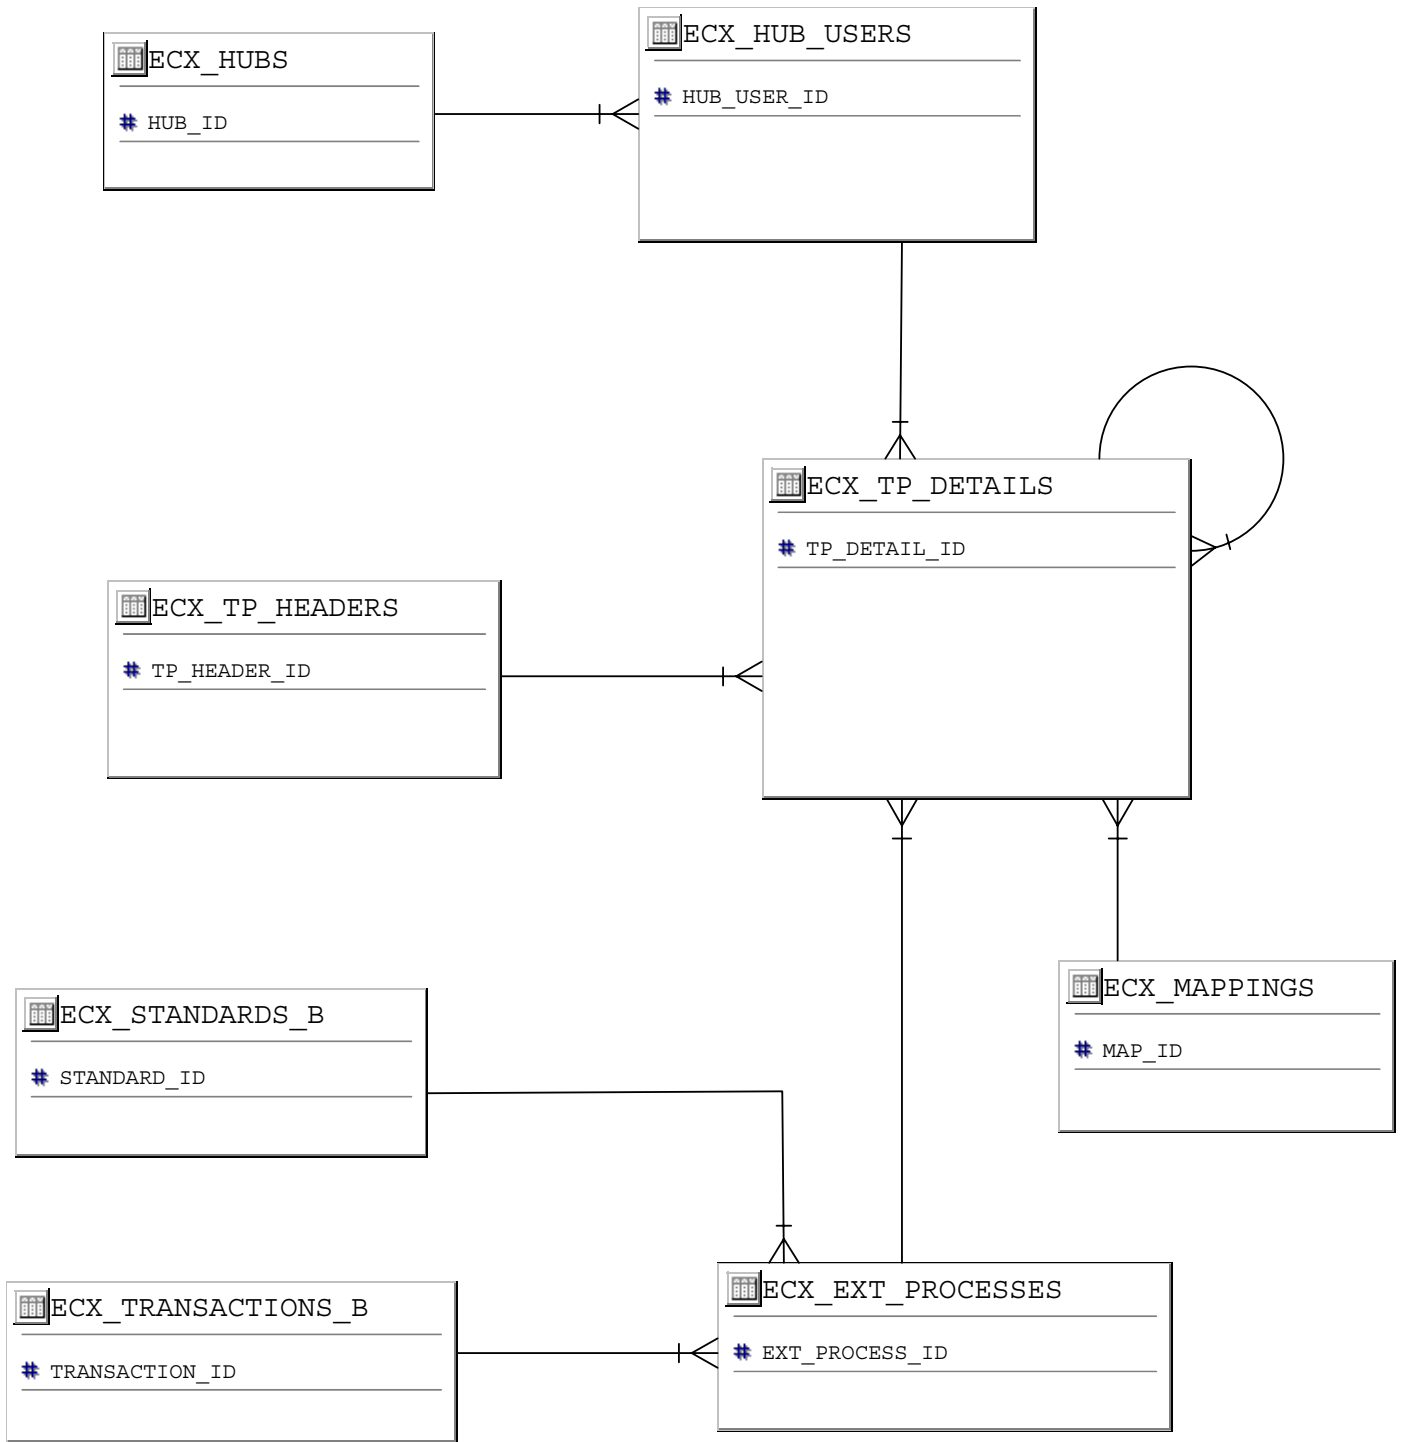 ECX_HUBS
# HUB_ID
ECX_HUB_USERS
# HUB_USER_ID
ECX_TP_DETAILS
# TP_DETAIL_ID
ECX_TP_HEADERS
# TP_HEADER_ID
ECX_MAPPINGS
# MAP_ID
ECX_STANDARDS_B
# STANDARD_ID
ECX_EXT_PROCESSES
# EXT_PROCESS_ID
ECX_TRANSACTIONS_B
# TRANSACTION_ID